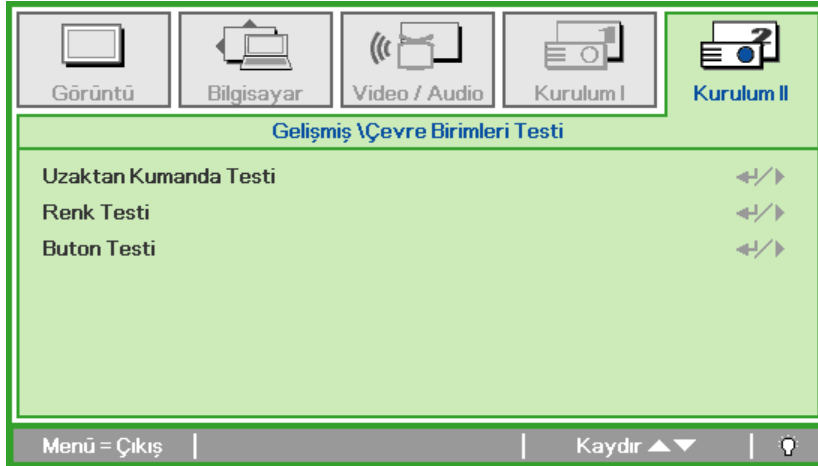 Görüntü
Bilgisayar
Video / Audio
Kurulum I
Kurulum II
Gelişmiş \Çevre Birimleri Testi
Uzaktan Kumanda Testi
Renk Testi
Buton Testi
Menü = Çıkış
Kaydır